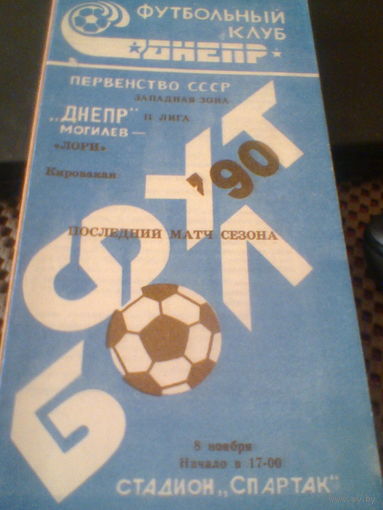 ФУТБОЛЬНЫЙ
КЛУБ
ДНЕПР
ПЕРВЕНСТВО СССР
ЗАПАДНАЯ ЗОНА
„ДНЕПР" II ЛИГА
МОГИЛЕВ —
«ЛОРИ»
Кировакан
'90
ПОСЛЕДНИЙ МАТЧ СЕЗОНА
ФУТБОЛ
8 ноября
Начало в 17-00
СТАДИОН „СПАРТАК"